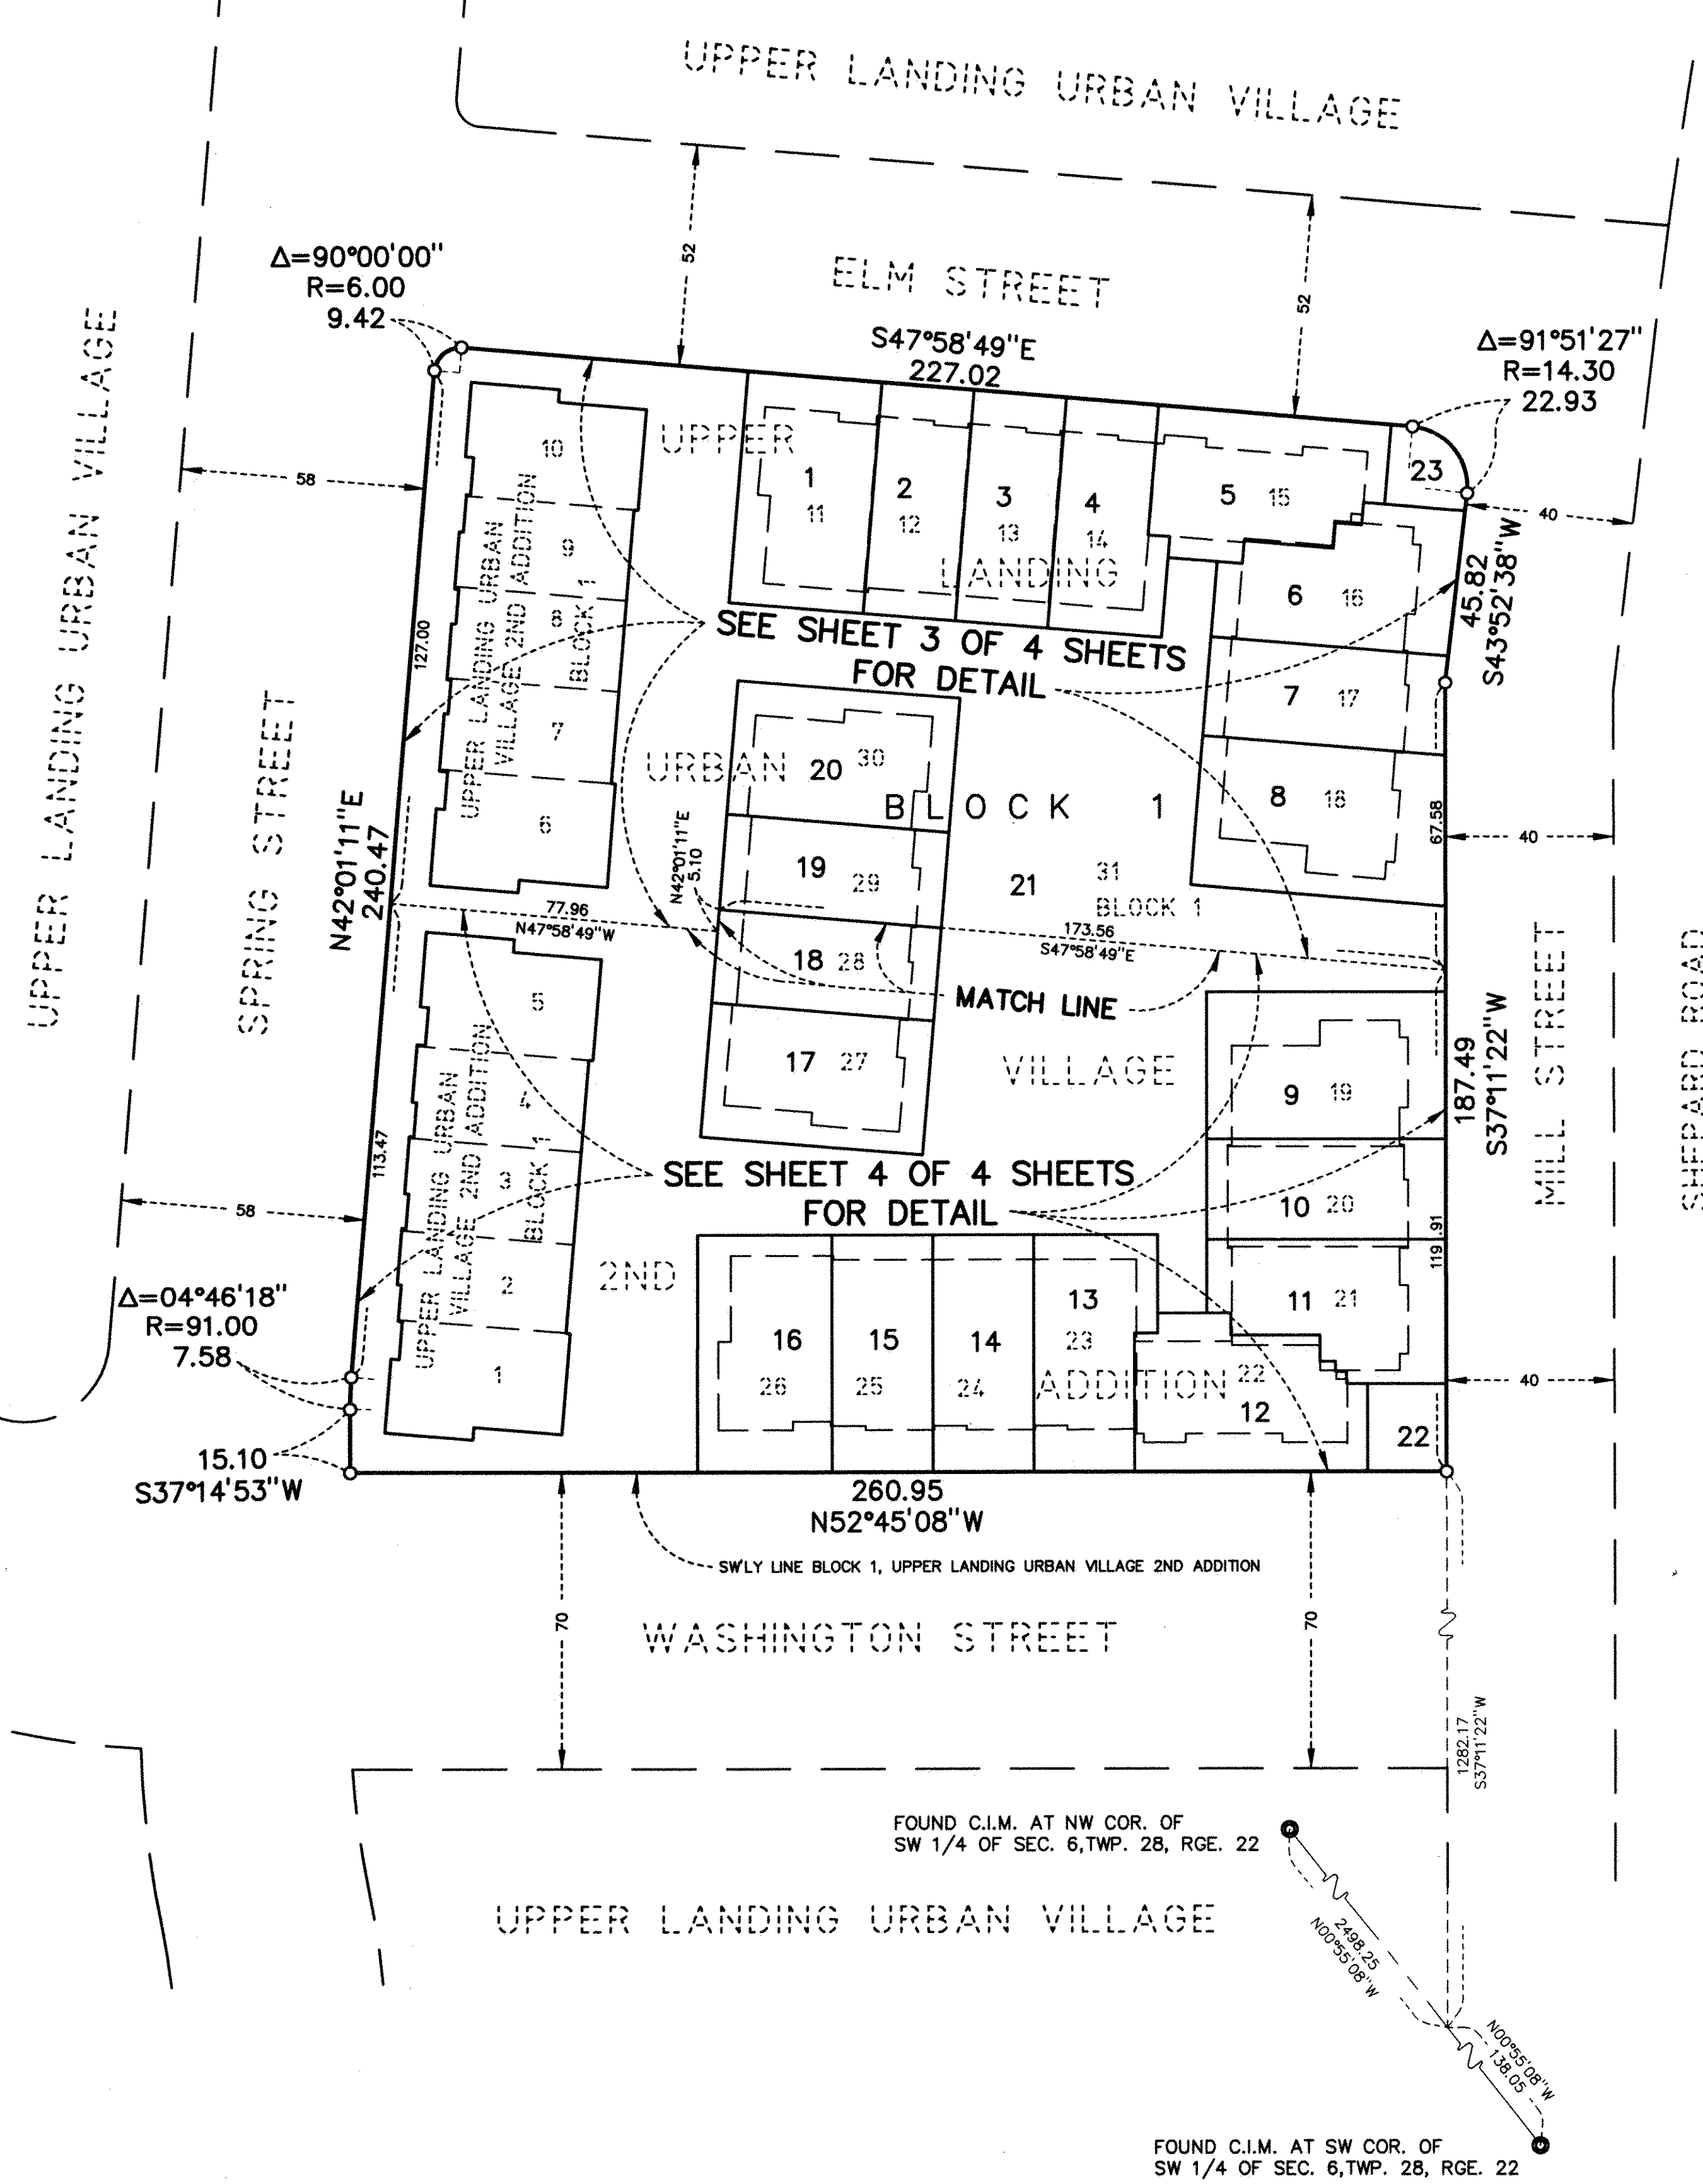 UPPER LANDING URBAN VILLAGE
52
ELM STREET
52
Δ=90°00'00"
R=6.00
9.42
S47°58'49"E
227.02
Δ=91°51'27"
R=14.30
22.93
UPPER LANDING URBAN VILLAGE
SPRING STREET
58
40
45.82
S43°52'38"W
UPPER
LANDING
URBAN
VILLAGE
2ND
ADDITION
10
9
8
7
6
UPPER LANDING URBAN
VILLAGE 2ND ADDITION
BLOCK 1
127.00
1
11
2
12
3
13
4
14
5 15
23
6 16
7 17
8 18
SEE SHEET 3 OF 4 SHEETS
FOR DETAIL
20 30
19 29
18 28
17 27
BLOCK 1
21
31
BLOCK 1
67.58
40
N42°01'11"E
240.47
N42°01'11"E
5.10
77.96
N47°58'49"W
173.56
S47°58'49"E
MATCH LINE
5
4
3
2
1
UPPER LANDING URBAN
VILLAGE 2ND ADDITION
BLOCK 1
113.47
58
9 19
10 20
11 21
187.49
S37°11'22"W
119.91
MILL STREET
SHEPARD ROAD
SEE SHEET 4 OF 4 SHEETS
FOR DETAIL
Δ=04°46'18"
R=91.00
7.58
16
26
15
25
14
24
13
23
22
12
22
40
15.10
S37°14'53"W
260.95
N52°45'08"W
SW'LY LINE BLOCK 1, UPPER LANDING URBAN VILLAGE 2ND ADDITION
70
WASHINGTON STREET
70
1282.17
S37°11'22"W
FOUND C.I.M. AT NW COR. OF
SW 1/4 OF SEC. 6,TWP. 28, RGE. 22
UPPER LANDING URBAN VILLAGE
2498.25
N00°55'08"W
N00°55'08"W
138.05
FOUND C.I.M. AT SW COR. OF
SW 1/4 OF SEC. 6,TWP. 28, RGE. 22